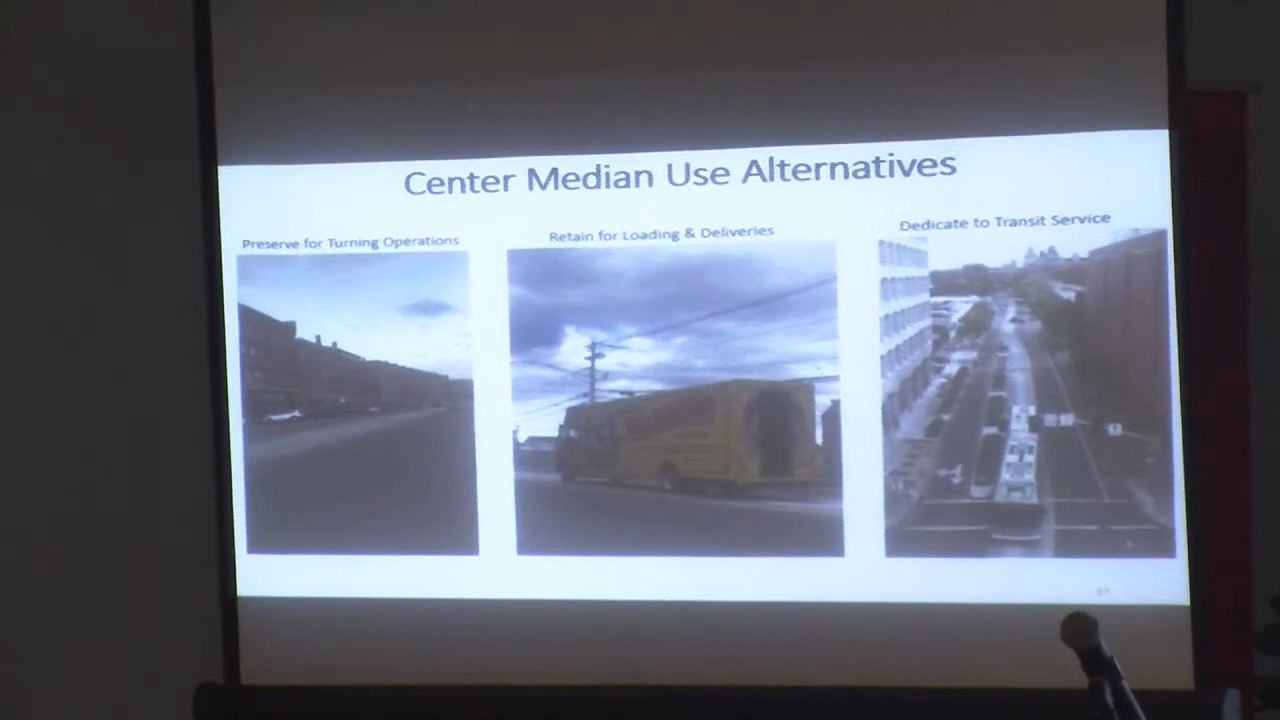 Center Median Use Alternatives
Preserve for Turning Operations
Retain for Loading & Deliveries
Dedicate to Transit Service